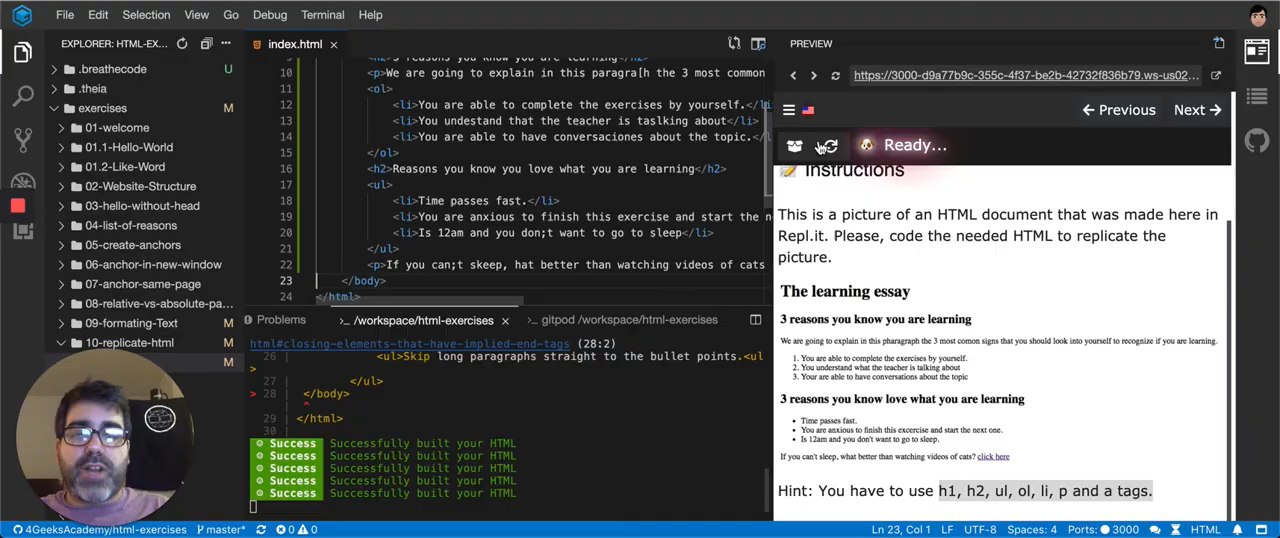 File Edit Selection View Go Debug Terminal Help
EXPLORER: HTML-EX...
.breathecode U
.theia
exercises
01-welcome
01.1-Hello-World
01.2-Like-Word
02-Website-Structure
03-hello-without-head
04-list-of-reasons
05-create-anchors
06-anchor-in-new-window
07-anchor-same-page
08-relative-vs-absolute-pa...
09-formating-Text M
10-replicate-html M
M
index.html
10 <p>We are going to explain in this paragra[h the 3 most common
11 <ol>
12 <li>You are able to complete the exercises by yourself.</li
13 <li>You undestand that the teacher is taslking about</li>
14 <li>You are able to have conversaciones about the topic.</l
15 </ol>
16 <h2>Reasons you know you love what you are learning</h2>
17 <ul>
18 <li>Time passes fast.</li>
19 <li>You are anxious to finish this exercise and start the n
20 <li>Is 12am and you don;t want to go to sleep</li>
21 </ul>
22 <p>If you can;t skeep, hat better than watching videos of cats
23 </body>
24 </html>
Problems >_ /workspace/html-exercises gitpod /workspace/html-exercises
html#closing-elements-that-have-implied-end-tags (28:2)
26 | <ul>Skip long paragraphs straight to the bullet points.<ul
>
27 | </ul>
> 28 | </body>
| ^
29 | </html>
30 |
Success Successfully built your HTML
Success Successfully built your HTML
Success Successfully built your HTML
Success Successfully built your HTML
Success Successfully built your HTML
PREVIEW
https://3000-d9a77b9c-355c-4f37-be2b-42732f836b79.ws-us02...
← Previous Next →
Ready...
Instructions
This is a picture of an HTML document that was made here in
Repl.it. Please, code the needed HTML to replicate the
picture.
The learning essay
3 reasons you know you are learning
We are going to explain in this pharagraph the 3 most comon signs that you should look into yourself to recognize if you are learning.
1. You are able to complete the exercises by yourself.
2. You understand what the teacher is talking about
3. Your are able to have conversations about the topic
3 reasons you know love what you are learning
Time passes fast.
You are anxious to finish this excercise and start the next one.
Is 12am and you don't want to go to sleep.
If you can't sleep, what better than watching videos of cats? click here
Hint: You have to use h1, h2, ul, ol, li, p and a tags.
4GeeksAcademy/html-exercises master* 0 0 Ln 23, Col 1 LF UTF-8 Spaces: 4 Ports: 3000 HTML